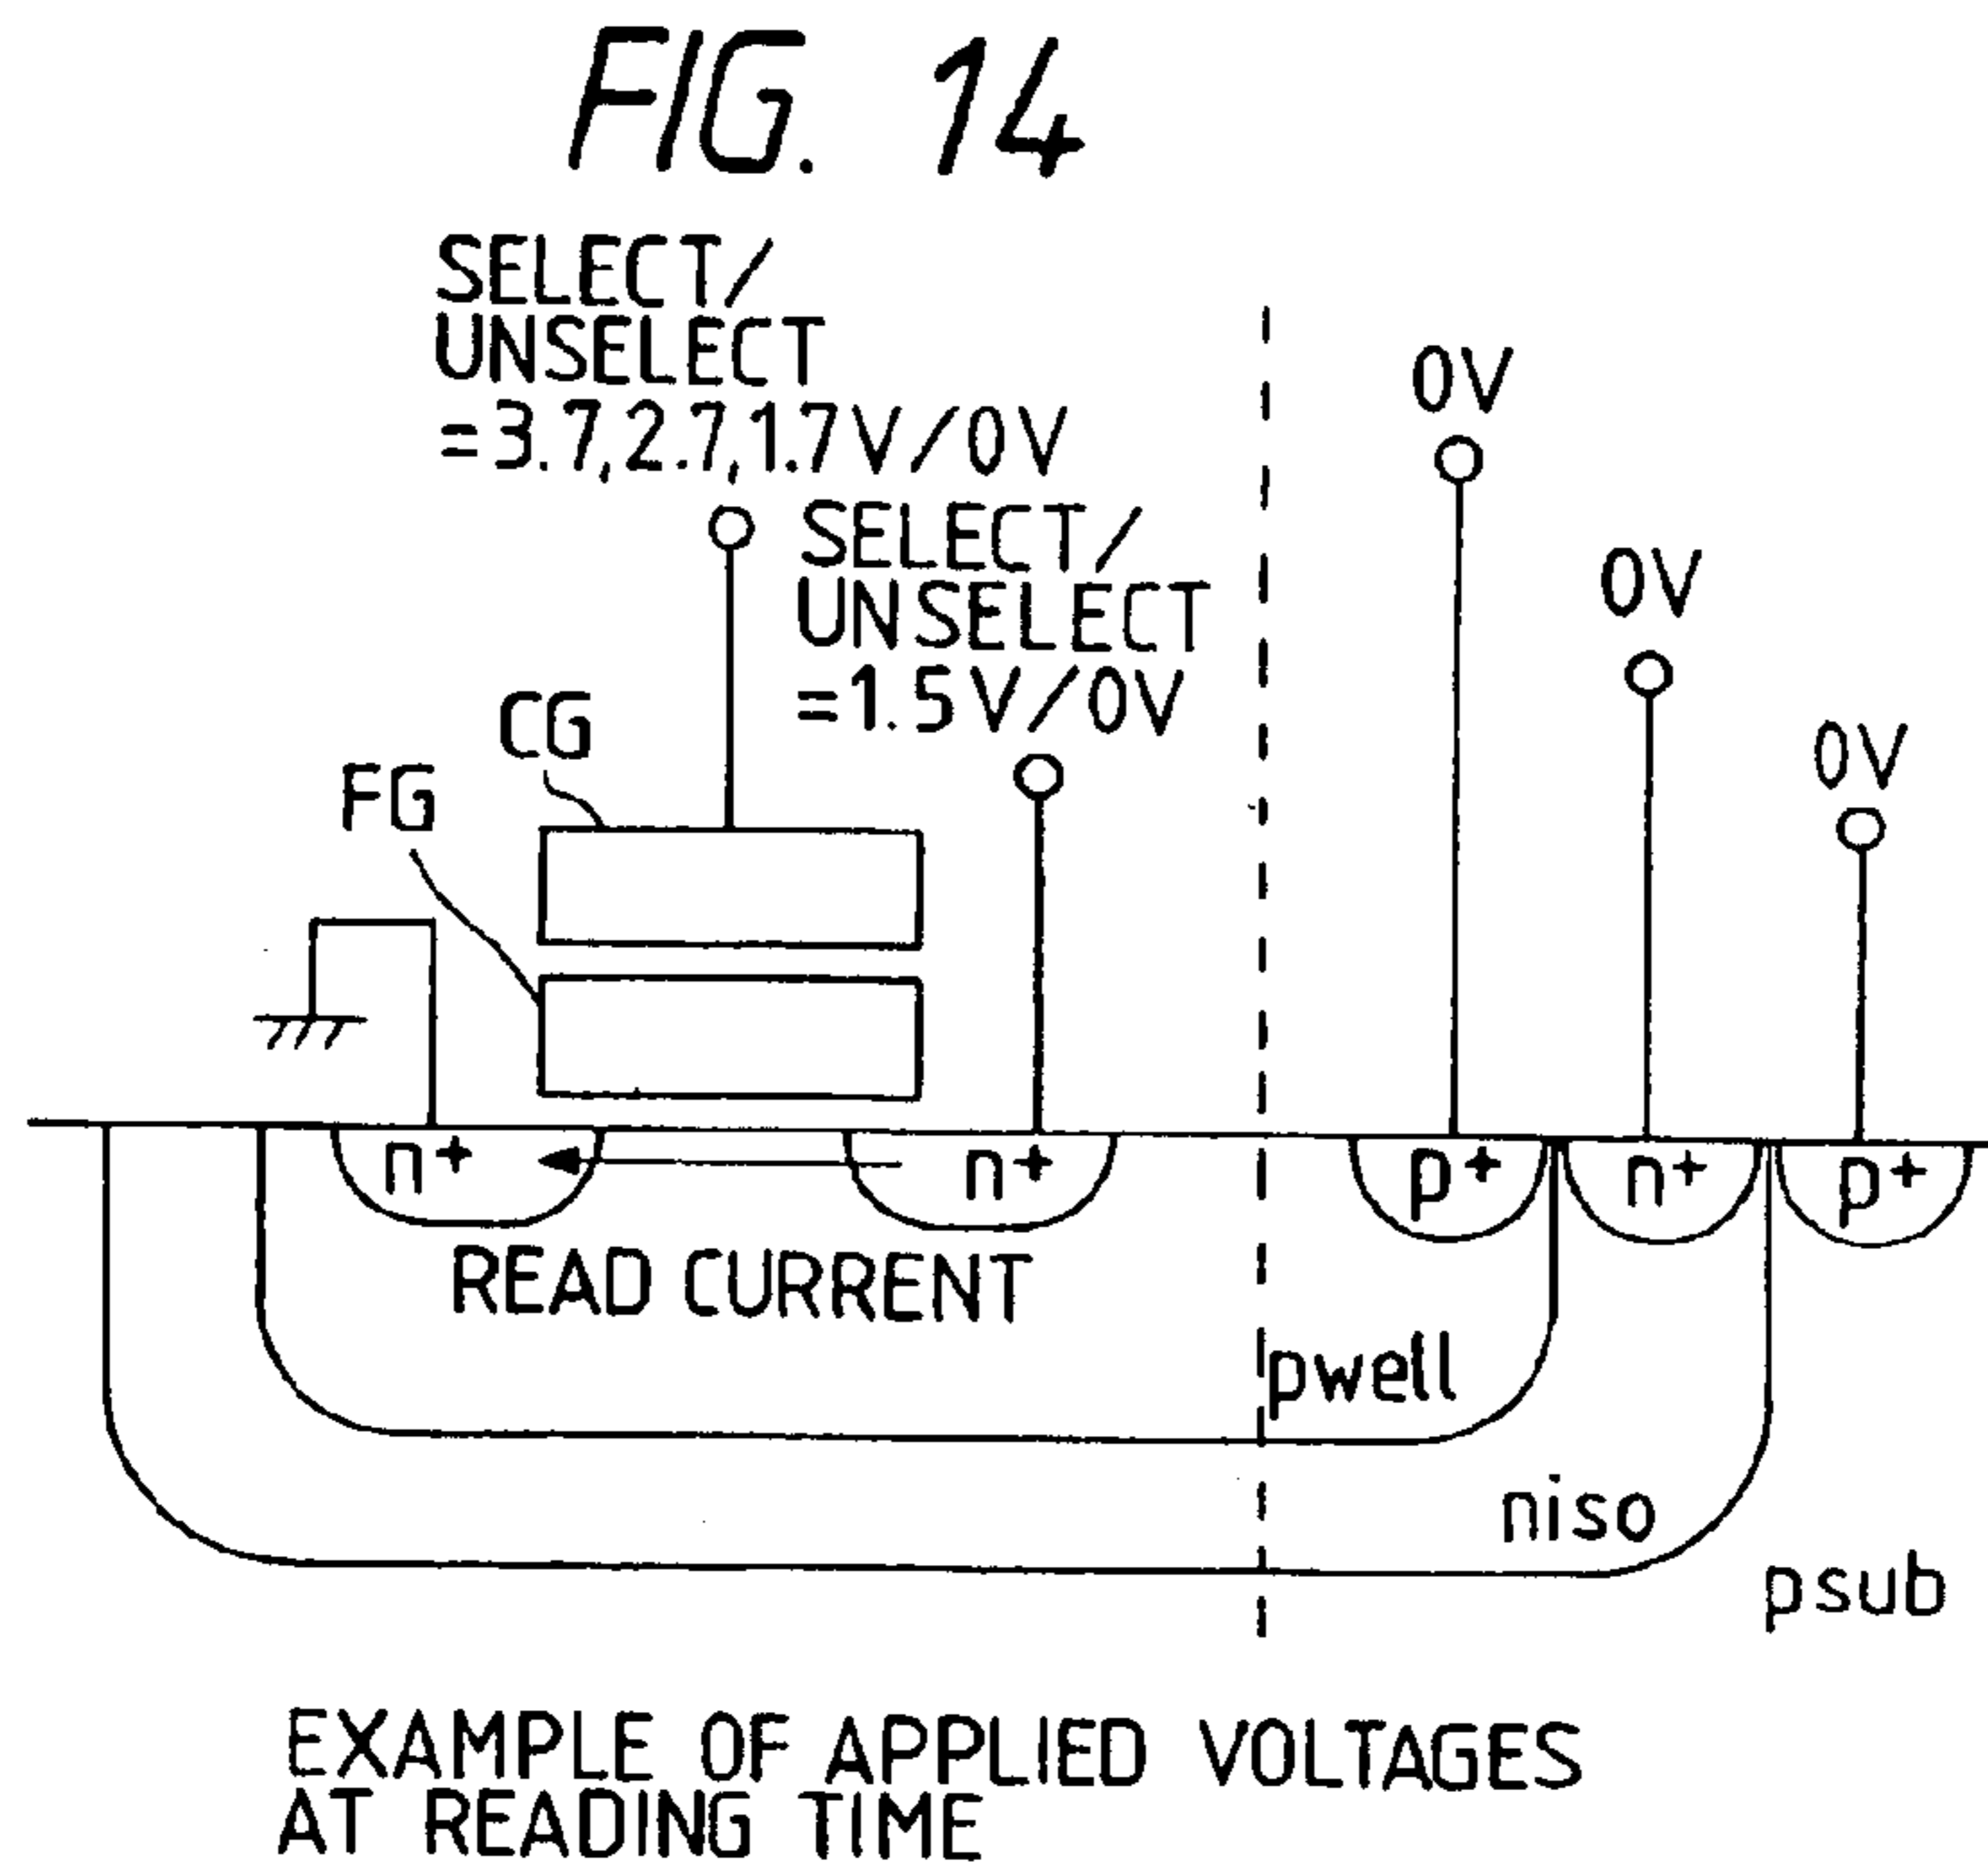 FIG. 14
SELECT/
UNSELECT
=3.7,2.7,1.7V/0V
SELECT/
UNSELECT
=1.5V/0V
0V
0V
0V
CG
FG
n+
n+
p+
n+
p+
READ CURRENT
pwell
niso
psub
EXAMPLE OF APPLIED VOLTAGES
AT READING TIME